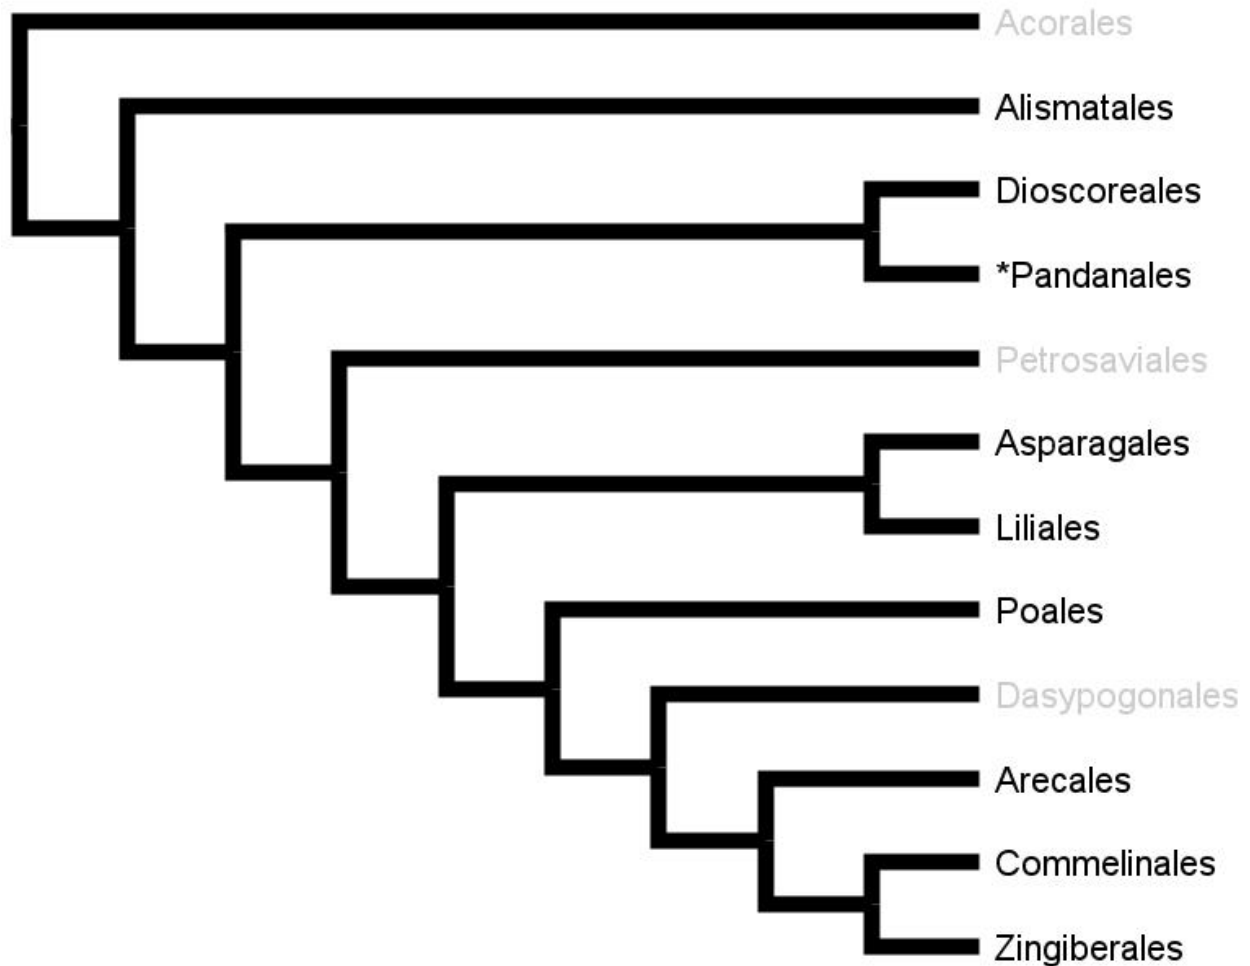 Acorales
Alismatales
Dioscoreales
*Pandanales
Petrosaviales
Asparagales
Liliales
Poales
Dasypogonales
Arecales
Commelinales
Zingiberales